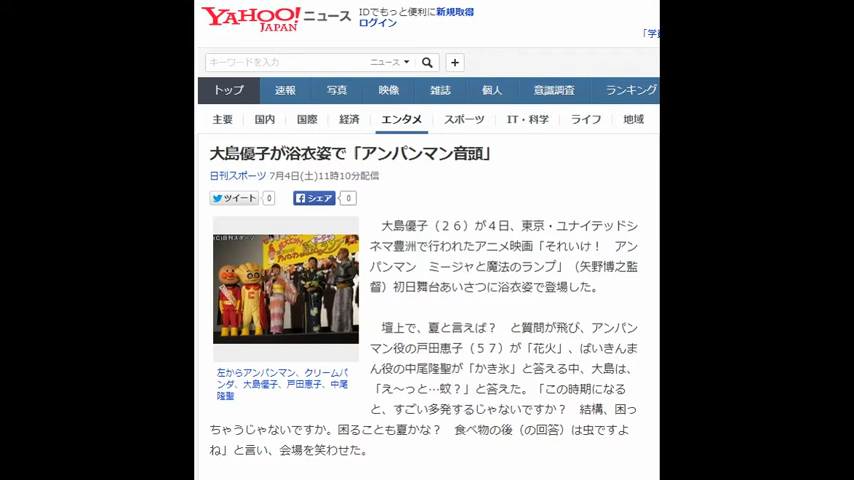 YAHOO! JAPAN ニュース
IDでもっと便利に新規取得
ログイン
「学
キーワードを入力
ニュース
トップ 速報 写真 映像 雑誌 個人 意識調査 ランキング
主要 国内 国際 経済 エンタメ スポーツ IT・科学 ライフ 地域
大島優子が浴衣姿で「アンパンマン音頭」
日刊スポーツ 7月4日(土)11時10分配信
ツイート 0 シェア 0
(C)日刊スポーツ
左からアンパンマン、クリームパ
ンダ、大島優子、戸田恵子、中尾
隆聖
大島優子（２６）が４日、東京・ユナイテッドシ
ネマ豊洲で行われたアニメ映画「それいけ！　アン
パンマン　ミージャと魔法のランプ」（矢野博之監
督）初日舞台あいさつに浴衣姿で登場した。
壇上で、夏と言えば？　と質問が飛び、アンパン
マン役の戸田恵子（５７）が「花火」、ばいきんま
ん役の中尾隆聖が「かき氷」と答える中、大島は、
「え～っと…蚊？」と答えた。「この時期になる
と、すごい多発するじゃないですか？　結構、困っ
ちゃうじゃないですか。困ることも夏かな？　食べ物の後（の回答）は虫ですよ
ね」と言い、会場を笑わせた。